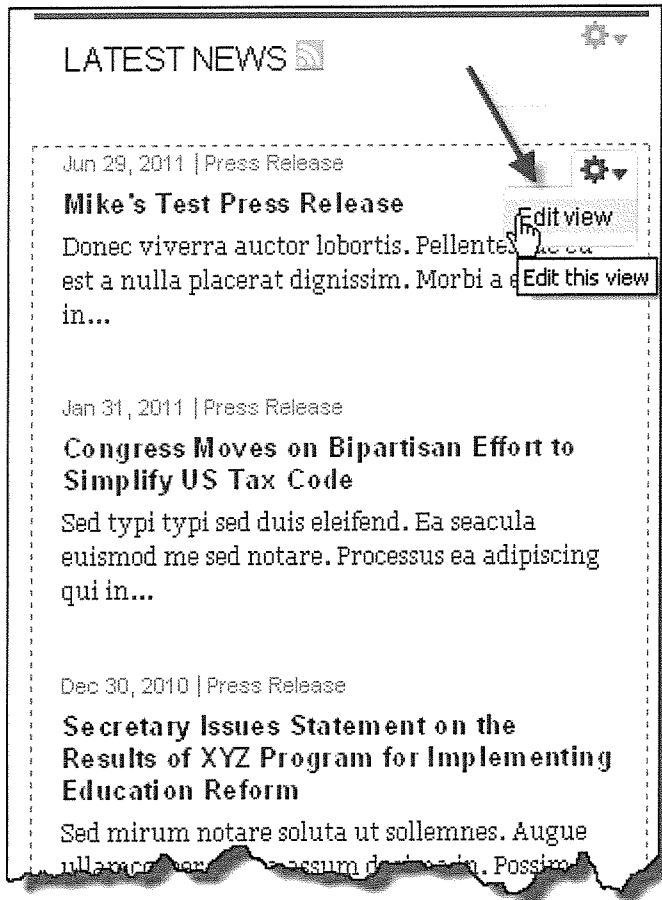 LATEST NEWS
Jun 29, 2011 | Press Release
Mike's Test Press Release
Edit view
Donec viverra auctor lobortis.
Edit this view
est a nulla placerat dignissim. Morbi a
in...
Jan 31, 2011 | Press Release
Congress Moves on Bipartisan Effort to
Simplify US Tax Code
Sed typi typi sed duis eleifend. Ea seacula
euismod me sed notare. Processus ea adipiscing
qui in...
Dec 30, 2010 | Press Release
Secretary Issues Statement on the
Results of XYZ Program for Implementing
Education Reform
Sed mirum notare soluta ut sollemnes. Augue